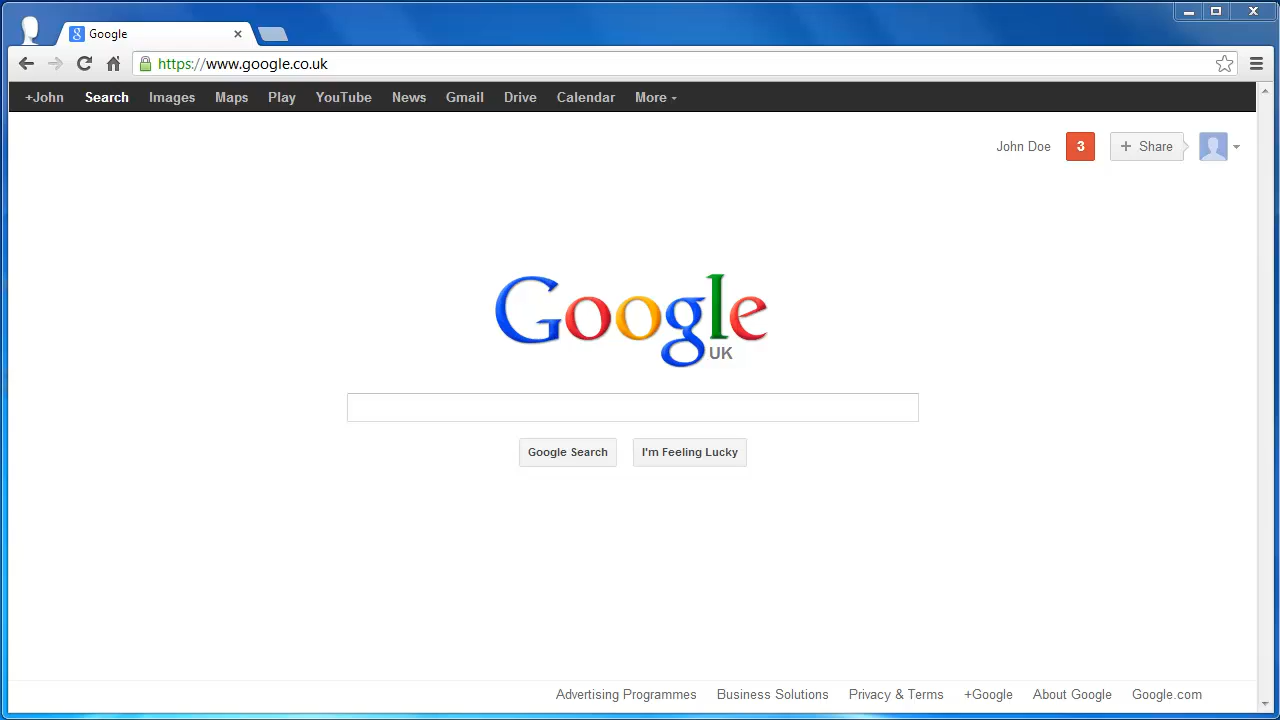 Google
https://www.google.co.uk
+John Search Images Maps Play YouTube News Gmail Drive Calendar More
John Doe 3 + Share
Google
UK
Google Search I'm Feeling Lucky
Advertising Programmes Business Solutions Privacy & Terms +Google About Google Google.com